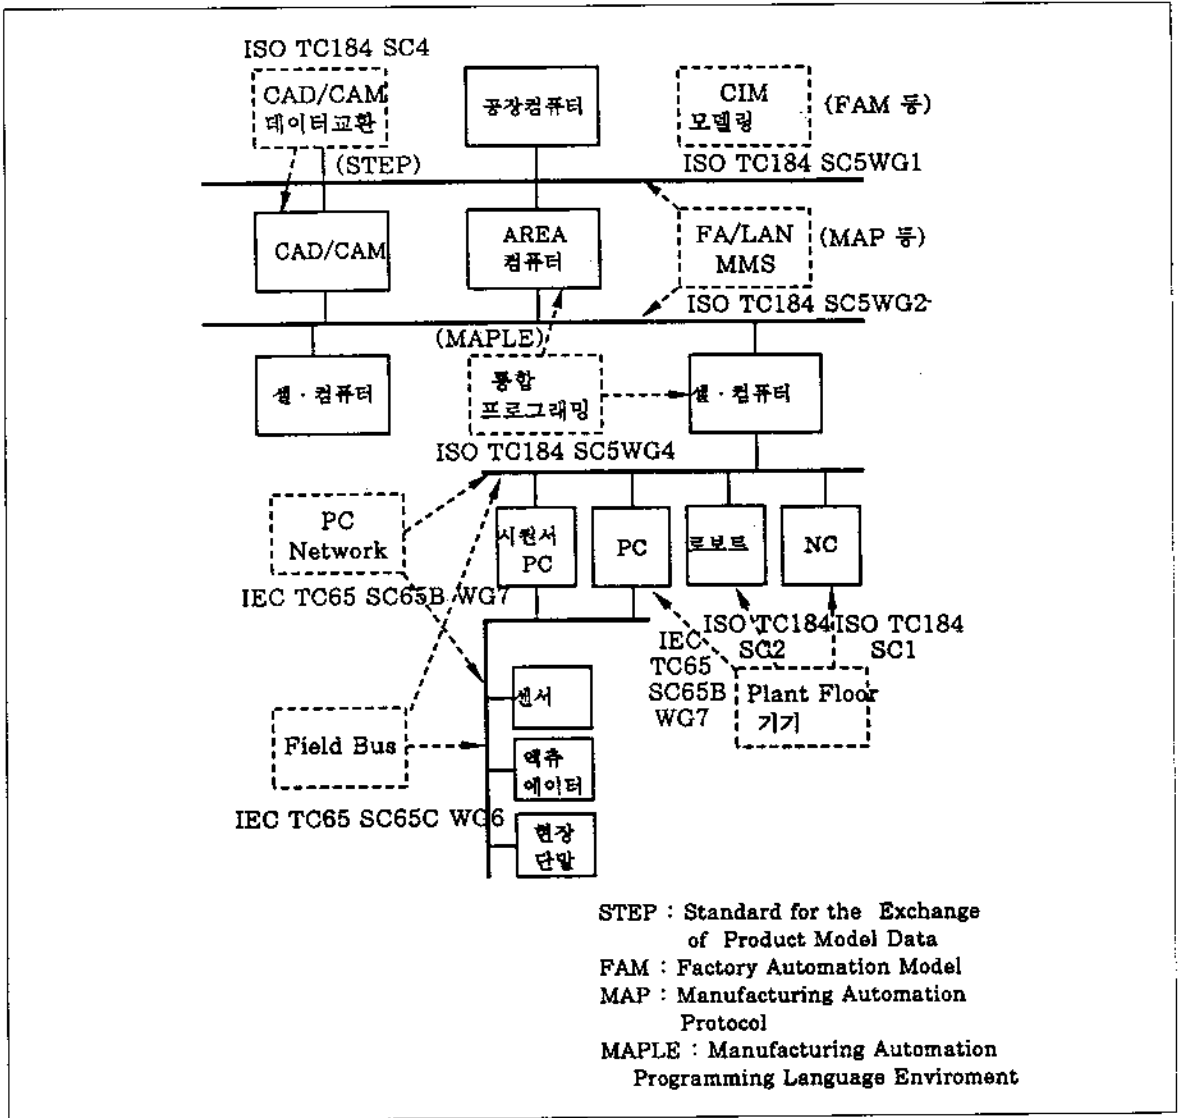 ISO TC184 SC4
CAD/CAM
데이터교환
공장컴퓨터
CIM
모델링
(FAM 등)
(STEP)
ISO TC184 SC5WG1
CAD/CAM
AREA
컴퓨터
FA/LAN
MMS
(MAP 등)
ISO TC184 SC5WG2
(MAPLE)
셀·컴퓨터
통합
프로그래밍
셀·컴퓨터
ISO TC184 SC5WG4
PC
Network
시퀀서
PC
PC
로보트
NC
IEC TC65 SC65B WG7
ISO TC184
SC2
ISO TC184
SC1
IEC
TC65
SC65B
WG7
Plant Floor
기기
센서
Field Bus
액츄
에이터
IEC TC65 SC65C WG6
현장
단말
STEP : Standard for the Exchange
of Product Model Data
FAM : Factory Automation Model
MAP : Manufacturing Automation
Protocol
MAPLE : Manufacturing Automation
Programming Language Enviroment